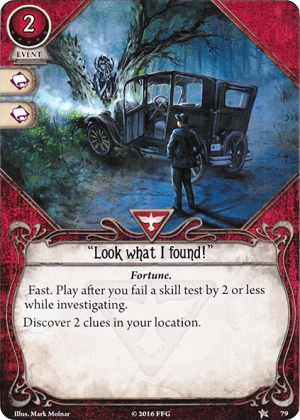 2
EVENT
“Look what I found!”
Fortune.
Fast. Play after you fail a skill test by 2 or less
while investigating.
Discover 2 clues in your location.
Illus. Mark Molnar
© 2016 FFG
79